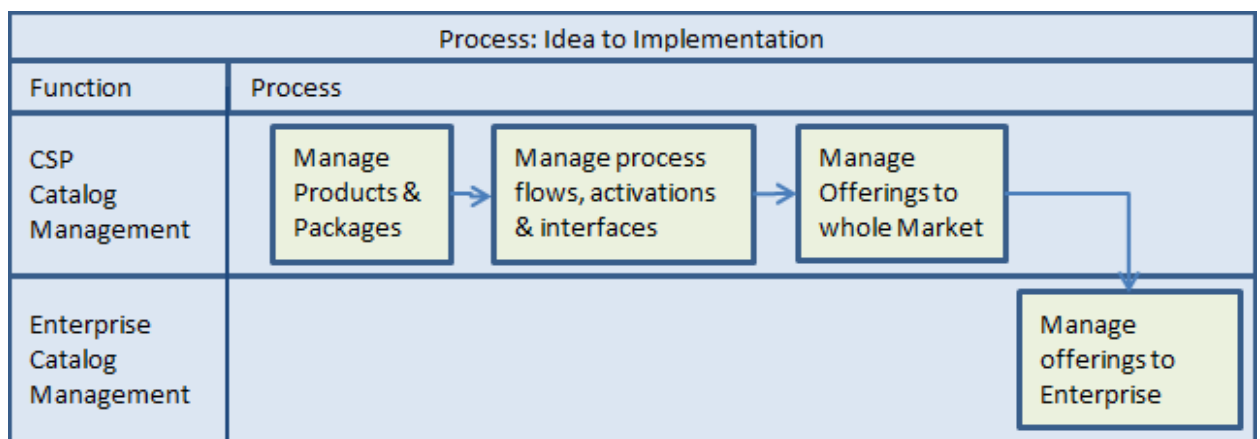 Process: Idea to Implementation
Function
Process
CSP
Catalog
Management
Manage
Products &
Packages
Manage process
flows, activations
& interfaces
Manage
Offerings to
whole Market
Enterprise
Catalog
Management
Manage
offerings to
Enterprise